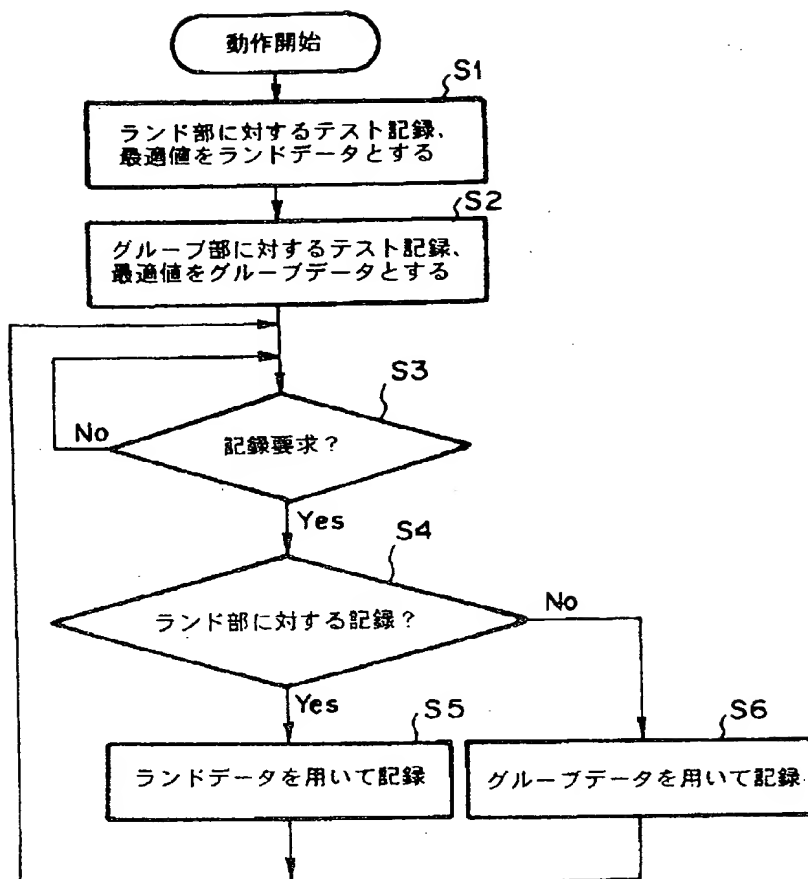 動作開始
S1
ランド部に対するテスト記録、
最適値をランドデータとする
S2
グルーブ部に対するテスト記録、
最適値をグルーブデータとする
S3
記録要求?
No
Yes
S4
ランド部に対する記録?
No
Yes
S5
ランドデータを用いて記録
S6
グルーブデータを用いて記録